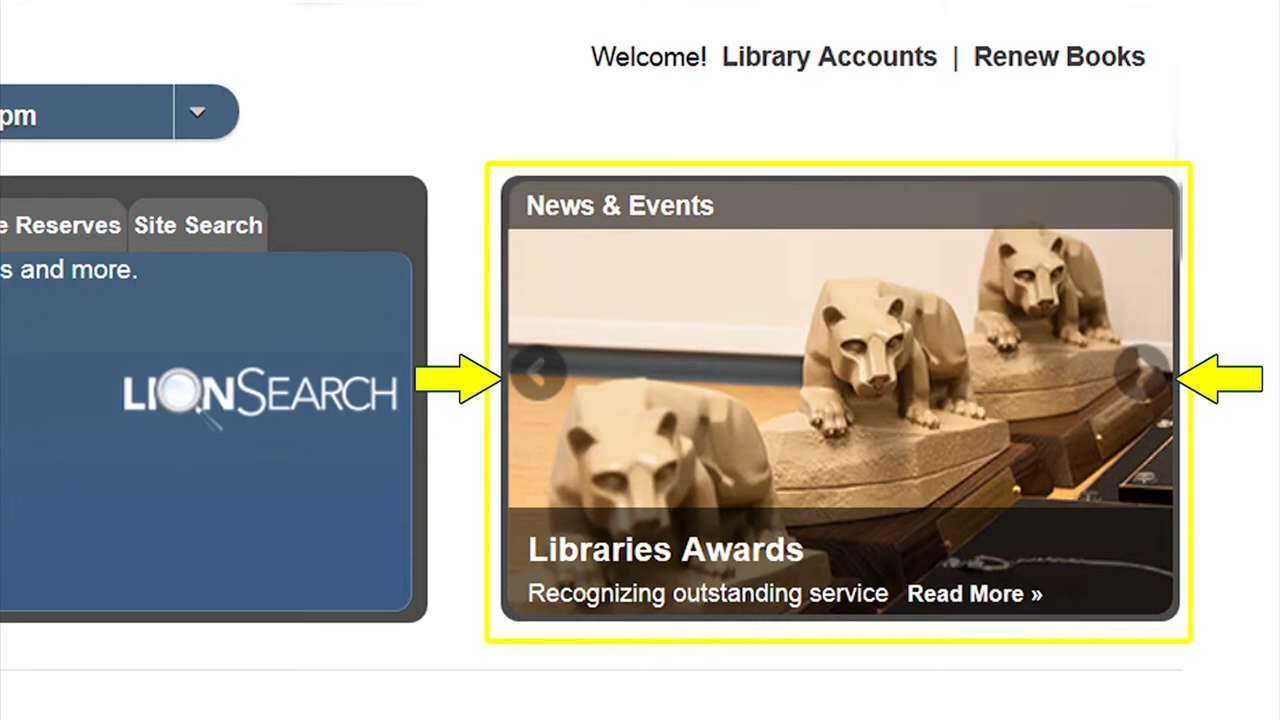 Welcome! Library Accounts | Renew Books
pm
e Reserves Site Search
s and more.
LIONSEARCH
News & Events
Libraries Awards
Recognizing outstanding service Read More »